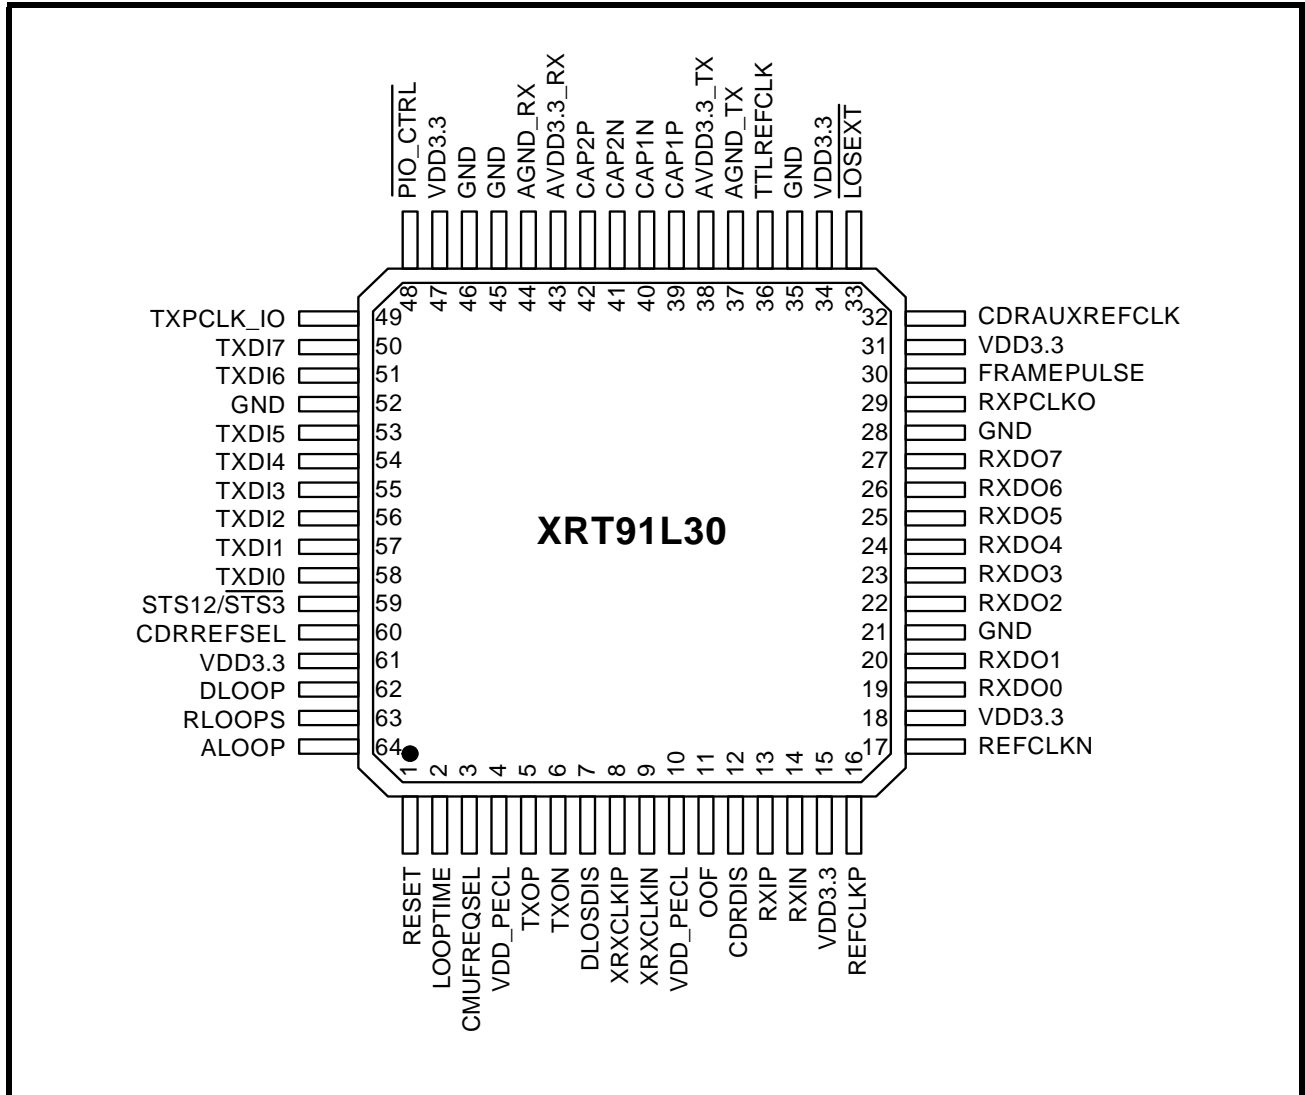 PIO_CTRL
VDD3.3
GND
GND
AGND_RX
AVDD3.3_RX
CAP2P
CAP2N
CAP1N
CAP1P
AVDD3.3_TX
AGND_TX
TTLREFCLK
GND
VDD3.3
LOSEXT
48
47
46
45
44
43
42
41
40
39
38
37
36
35
34
33
TXPCLK_IO 49
TXDI7 50
TXDI6 51
GND 52
TXDI5 53
TXDI4 54
TXDI3 55
TXDI2 56
TXDI1 57
TXDI0 58
STS12/STS3 59
CDRREFSEL 60
VDD3.3 61
DLOOP 62
RLOOPS 63
ALOOP 64
XRT91L30
32 CDRAUXREFCLK
31 VDD3.3
30 FRAMEPULSE
29 RXPCLKO
28 GND
27 RXDO7
26 RXDO6
25 RXDO5
24 RXDO4
23 RXDO3
22 RXDO2
21 GND
20 RXDO1
19 RXDO0
18 VDD3.3
17 REFCLKN
1
2
3
4
5
6
7
8
9
10
11
12
13
14
15
16
RESET
LOOPTIME
CMUFREQSEL
VDD_PECL
TXOP
TXON
DLOSDIS
XRXCLKIP
XRXCLKIN
VDD_PECL
OOF
CDRDIS
RXIP
RXIN
VDD3.3
REFCLKP